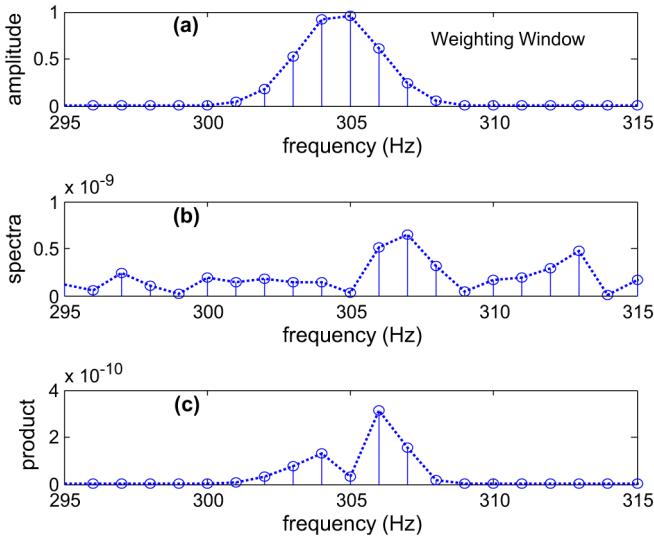 (a)
Weighting Window
amplitude
1
0.5
0
295 300 305 310 315
frequency (Hz)
x 10-9
(b)
spectra
1
0.5
0
295 300 305 310 315
frequency (Hz)
x 10-10
(c)
product
4
2
0
295 300 305 310 315
frequency (Hz)